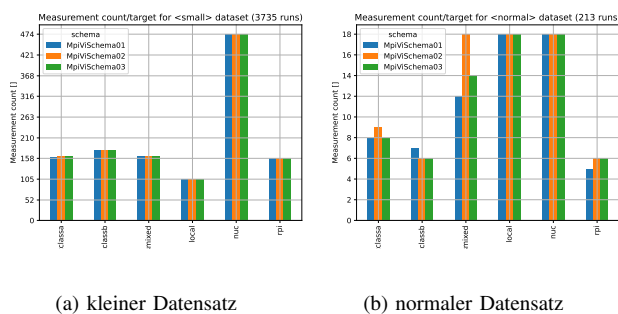 Measurement count/target for <small> dataset (3735 runs)
Measurement count []
474
421
368
316
263
210
158
105
52
0
schema
MpiViSchema01
MpiViSchema02
MpiViSchema03
classa
classb
mixed
local
nuc
rpi
(a) kleiner Datensatz
Measurement count/target for <normal> dataset (213 runs
Measurement count []
18
16
14
12
10
8
6
4
2
0
schema
MpiViSchema01
MpiViSchema02
MpiViSchema03
classa
classb
mixed
local
nuc
rpi
(b) normaler Datensatz